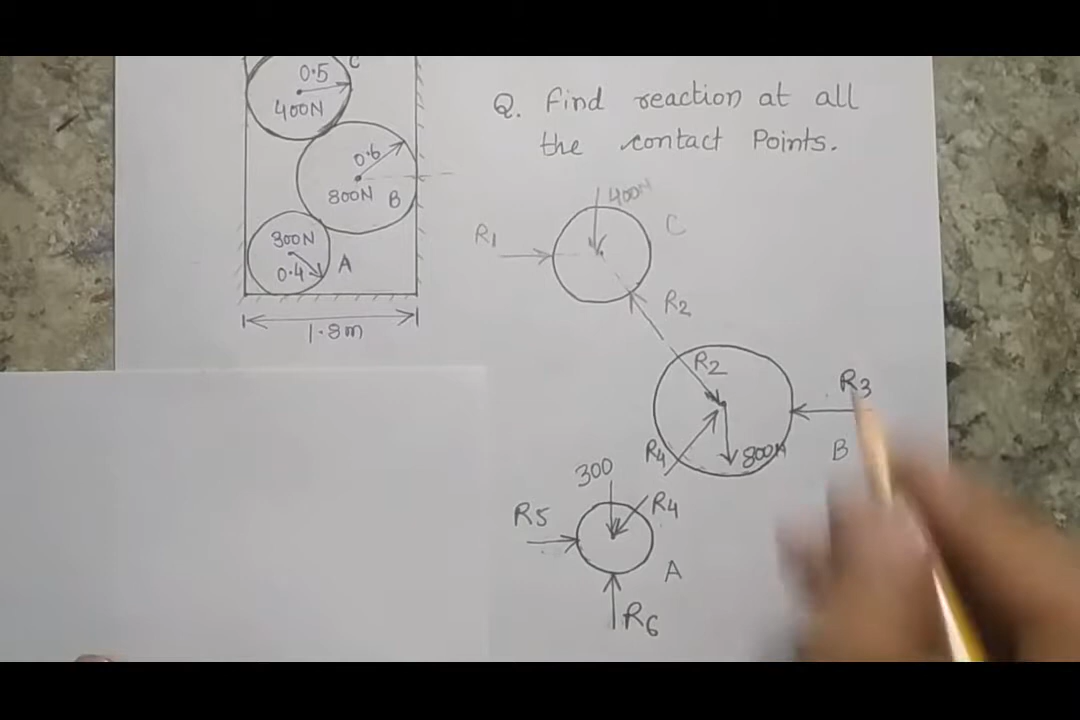 C
0.5
400N
0.6
800N B
300N
0.4 A
1.8m
Q. Find reaction at all
the contact Points.
400N
R1
C
R2
R2
R3
R4
800N
B
300
R4
R5
A
R6